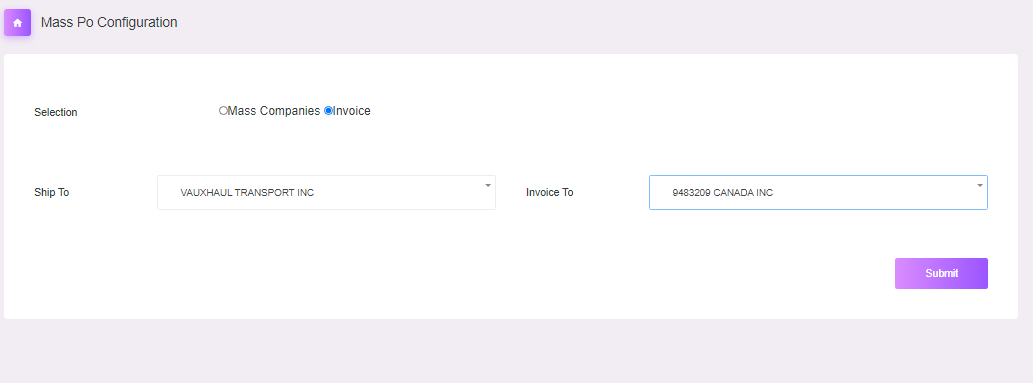 Mass Po Configuration
Selection Mass Companies Invoice
Ship To VAUXHAUL TRANSPORT INC Invoice To 9483209 CANADA INC
Submit